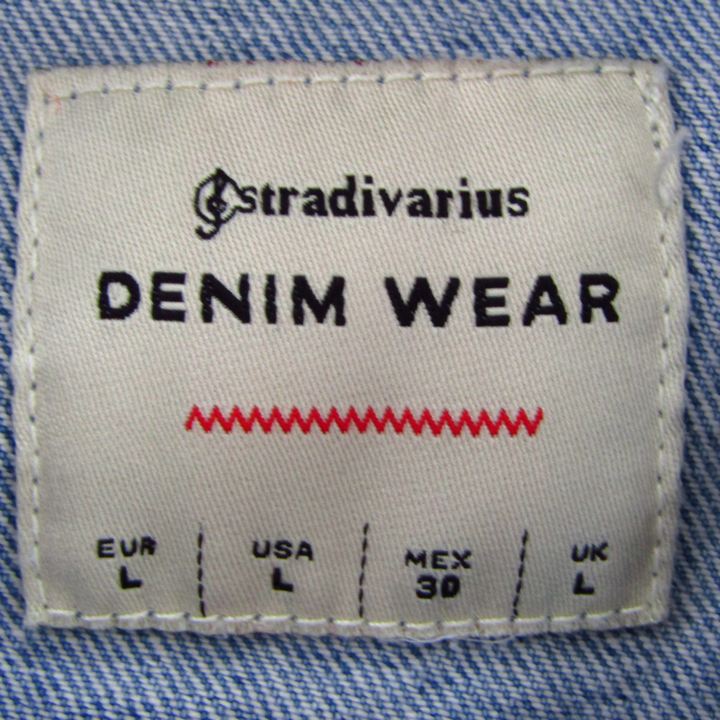 stradivarius
DENIM WEAR
EUR USA MEX UK
L L 30 L